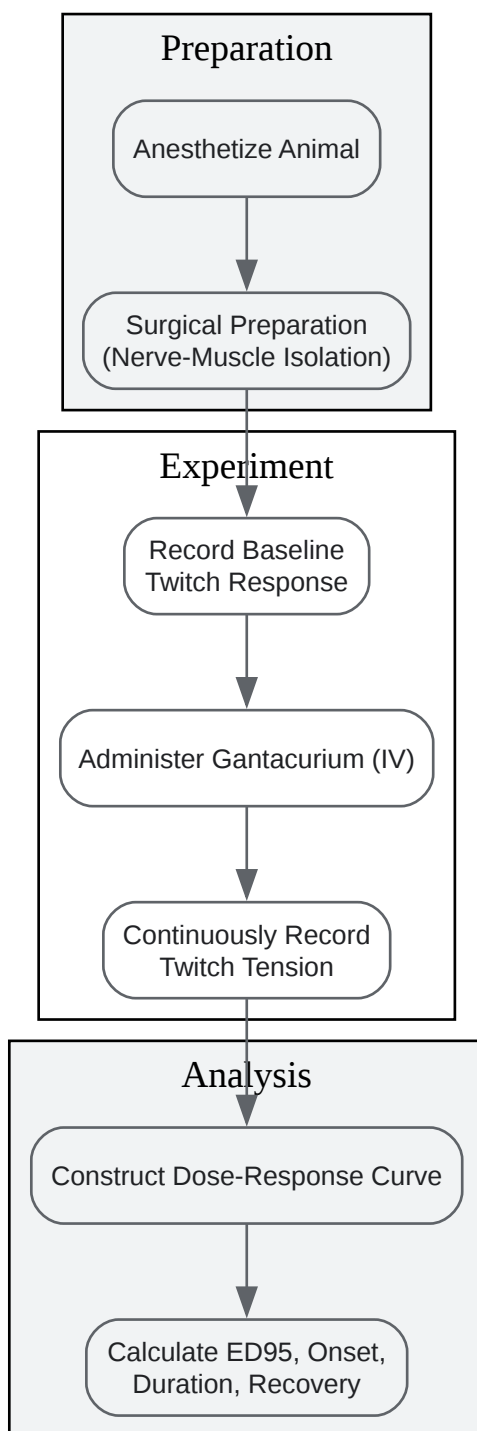 Preparation
Anesthetize Animal
Surgical Preparation
(Nerve-Muscle Isolation)
Experiment
Record Baseline
Twitch Response
Administer Gantacurium (IV)
Continuously Record
Twitch Tension
Analysis
Construct Dose-Response Curve
Calculate ED95, Onset,
Duration, Recovery